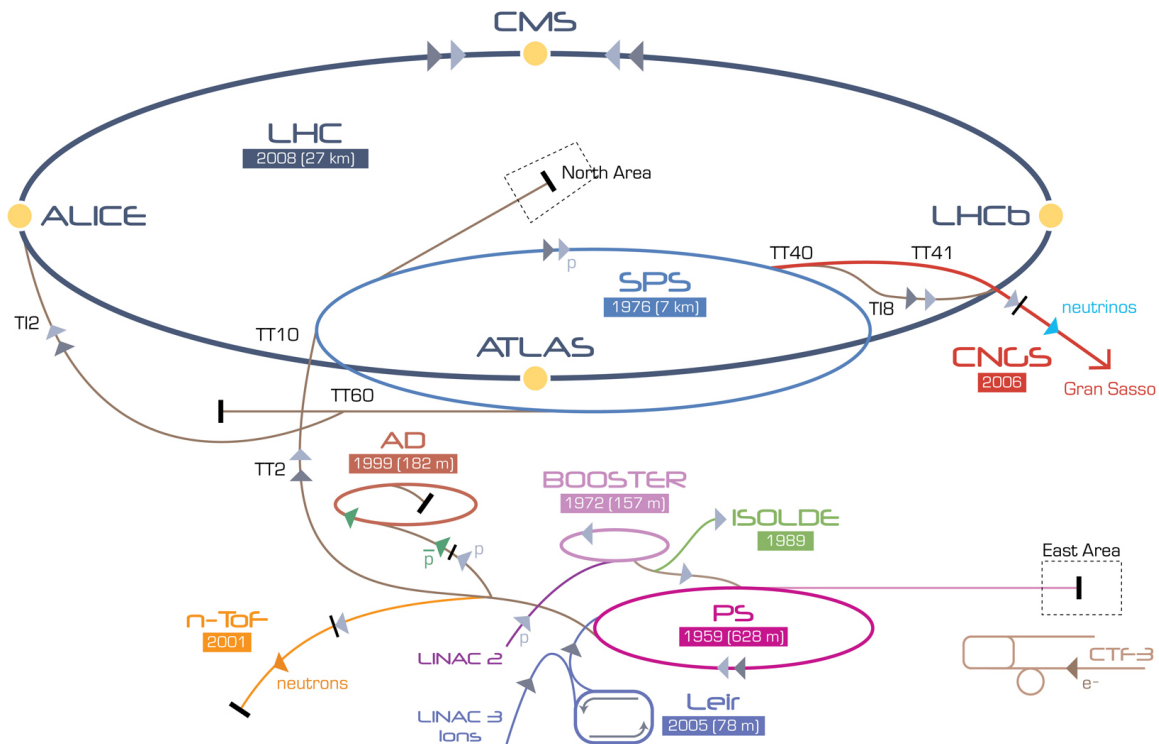 CMS
LHC
2008 (27 km)
North Area
ALICE
LHCb
TT40
TT41
SPS
1976 (7 km)
p
TI8
TI2
TT10
neutrinos
ATLAS
CNGS
2006
Gran Sasso
TT60
AD
1999 (182 m)
TT2
BOOSTER
1972 (157 m)
ISOLDE
1989
p̅
p
East Area
n-ToF
2001
PS
1959 (628 m)
LINAC 2
p
neutrons
CTF3
e-
LINAC 3
Ions
Leir
2005 (78 m)